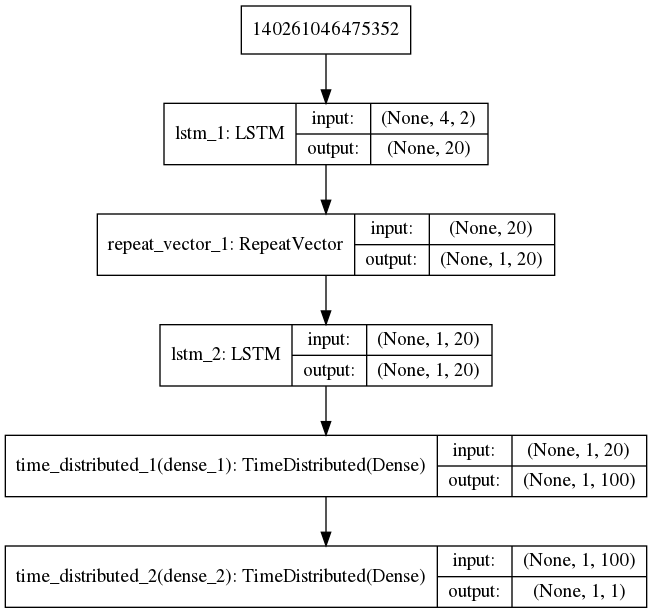 140261046475352
lstm_1: LSTM
input:
(None, 4, 2)
output:
(None, 20)
repeat_vector_1: RepeatVector
input:
(None, 20)
output:
(None, 1, 20)
lstm_2: LSTM
input:
(None, 1, 20)
output:
(None, 1, 20)
time_distributed_1(dense_1): TimeDistributed(Dense)
input:
(None, 1, 20)
output:
(None, 1, 100)
time_distributed_2(dense_2): TimeDistributed(Dense)
input:
(None, 1, 100)
output:
(None, 1, 1)